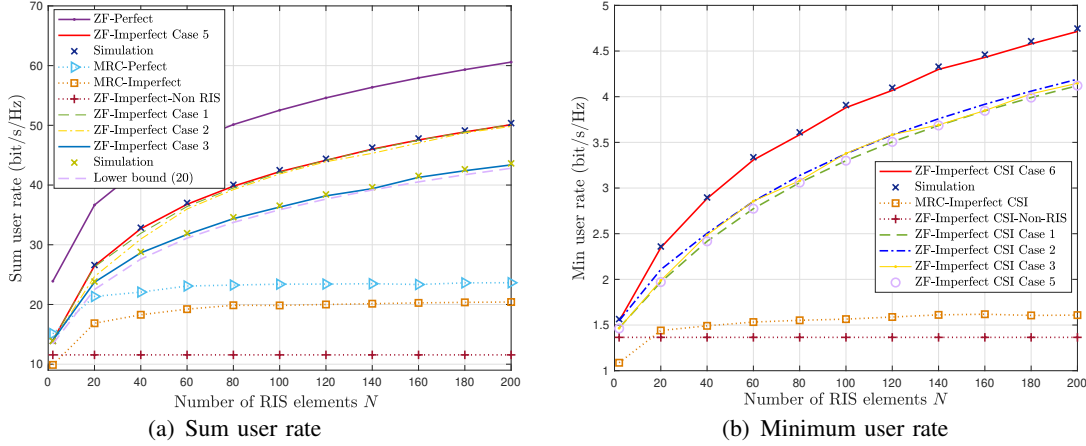 70
60
50
40
30
20
10
Sum user rate (bit/s/Hz)
ZF-Perfect
ZF-Imperfect Case 5
Simulation
MRC-Perfect
MRC-Imperfect
ZF-Imperfect-Non RIS
ZF-Imperfect Case 1
ZF-Imperfect Case 2
ZF-Imperfect Case 3
Simulation
Lower bound (20)
0 20 40 60 80 100 120 140 160 180 200
Number of RIS elements N
(a) Sum user rate
5
4.5
4
3.5
3
2.5
2
1.5
1
Min user rate (bit/s/Hz)
ZF-Imperfect CSI Case 6
Simulation
MRC-Imperfect CSI
ZF-Imperfect CSI-Non-RIS
ZF-Imperfect CSI Case 1
ZF-Imperfect CSI Case 2
ZF-Imperfect CSI Case 3
ZF-Imperfect CSI Case 5
0 20 40 60 80 100 120 140 160 180 200
Number of RIS elements N
(b) Minimum user rate